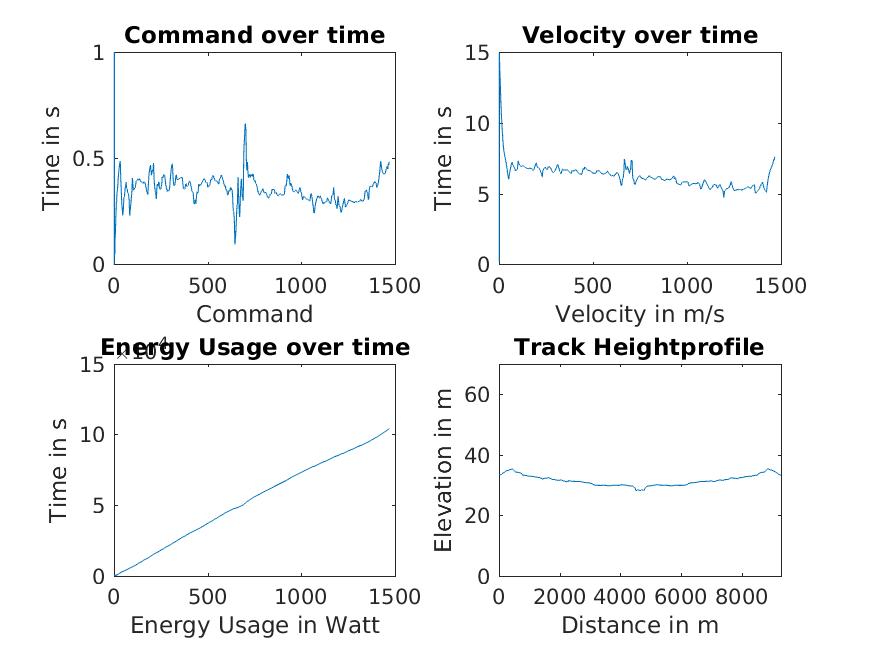 Command over time
Time in s
1
0.5
0
0 500 1000 1500
Command
Velocity over time
Time in s
15
10
5
0
0 500 1000 1500
Velocity in m/s
Energy Usage over time
×10⁴
Time in s
15
10
5
0
0 500 1000 1500
Energy Usage in Watt
Track Heightprofile
Elevation in m
60
40
20
0
0 2000 4000 6000 8000
Distance in m